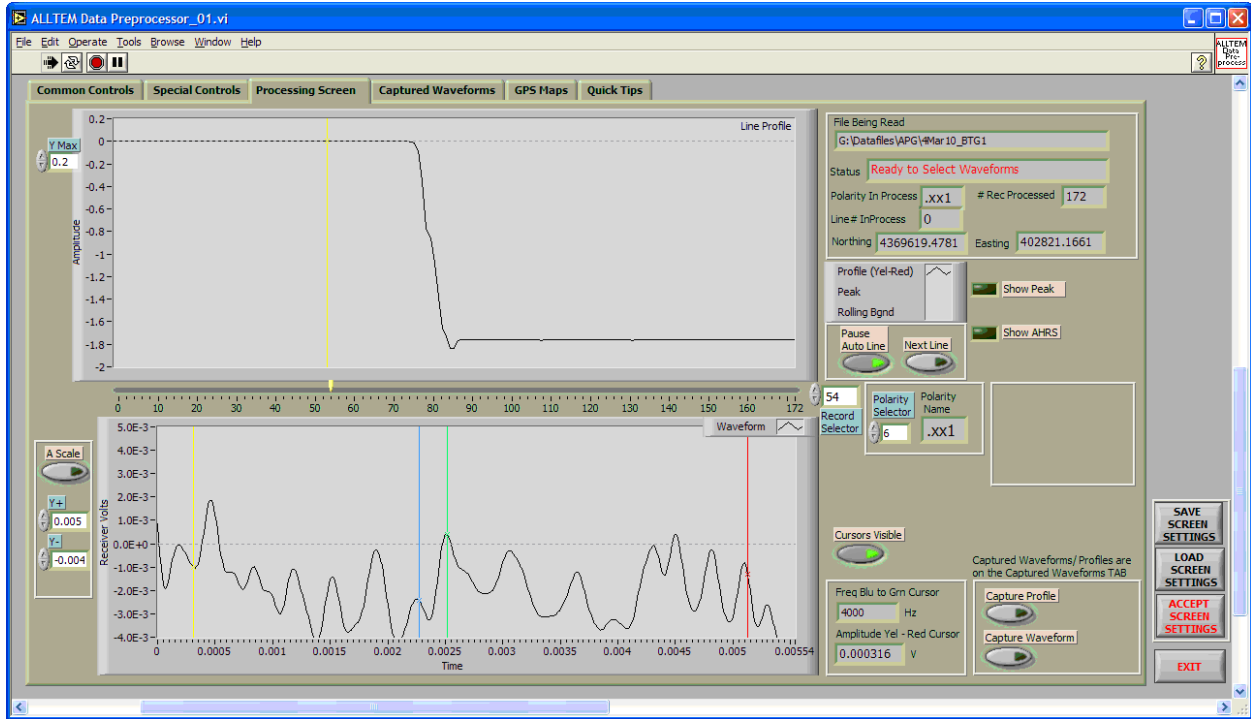 ALLTEM Data Preprocessor_01.vi
File Edit Operate Tools Browse Window Help
ALLTEM
Data
Pre-
process
Common Controls Special Controls Processing Screen Captured Waveforms GPS Maps Quick Tips
Line Profile
Y Max
0.2
Amplitude
0.2
0
-0.2
-0.4
-0.6
-0.8
-1
-1.2
-1.4
-1.6
-1.8
-2
File Being Read
G:\Datafiles\APG\4Mar10_BTG1
Status Ready to Select Waveforms
Polarity In Process .xx1 # Rec Processed 172
Line# InProcess 0
Northing 4369619.4781 Easting 402821.1661
Profile (Yel-Red)
Peak
Rolling Bgnd
Show Peak
Show AHRS
Pause
Auto Line
Next Line
0 10 20 30 40 50 60 70 80 90 100 110 120 130 140 150 160 172
54
Record
Selector
Polarity
Selector
6
Polarity
Name
.xx1
Waveform
A Scale
Y+
0.005
Y-
-0.004
Receiver Volts
5.0E-3
4.0E-3
3.0E-3
2.0E-3
1.0E-3
0.0E+0
-1.0E-3
-2.0E-3
-3.0E-3
-4.0E-3
0 0.0005 0.001 0.0015 0.002 0.0025 0.003 0.0035 0.004 0.0045 0.005 0.00554
Time
Cursors Visible
Freq Blu to Grn Cursor
4000 Hz
Amplitude Yel - Red Cursor
0.000316 V
Captured Waveforms/Profiles are
on the Captured Waveforms TAB
Capture Profile
Capture Waveform
SAVE
SCREEN
SETTINGS
LOAD
SCREEN
SETTINGS
ACCEPT
SCREEN
SETTINGS
EXIT